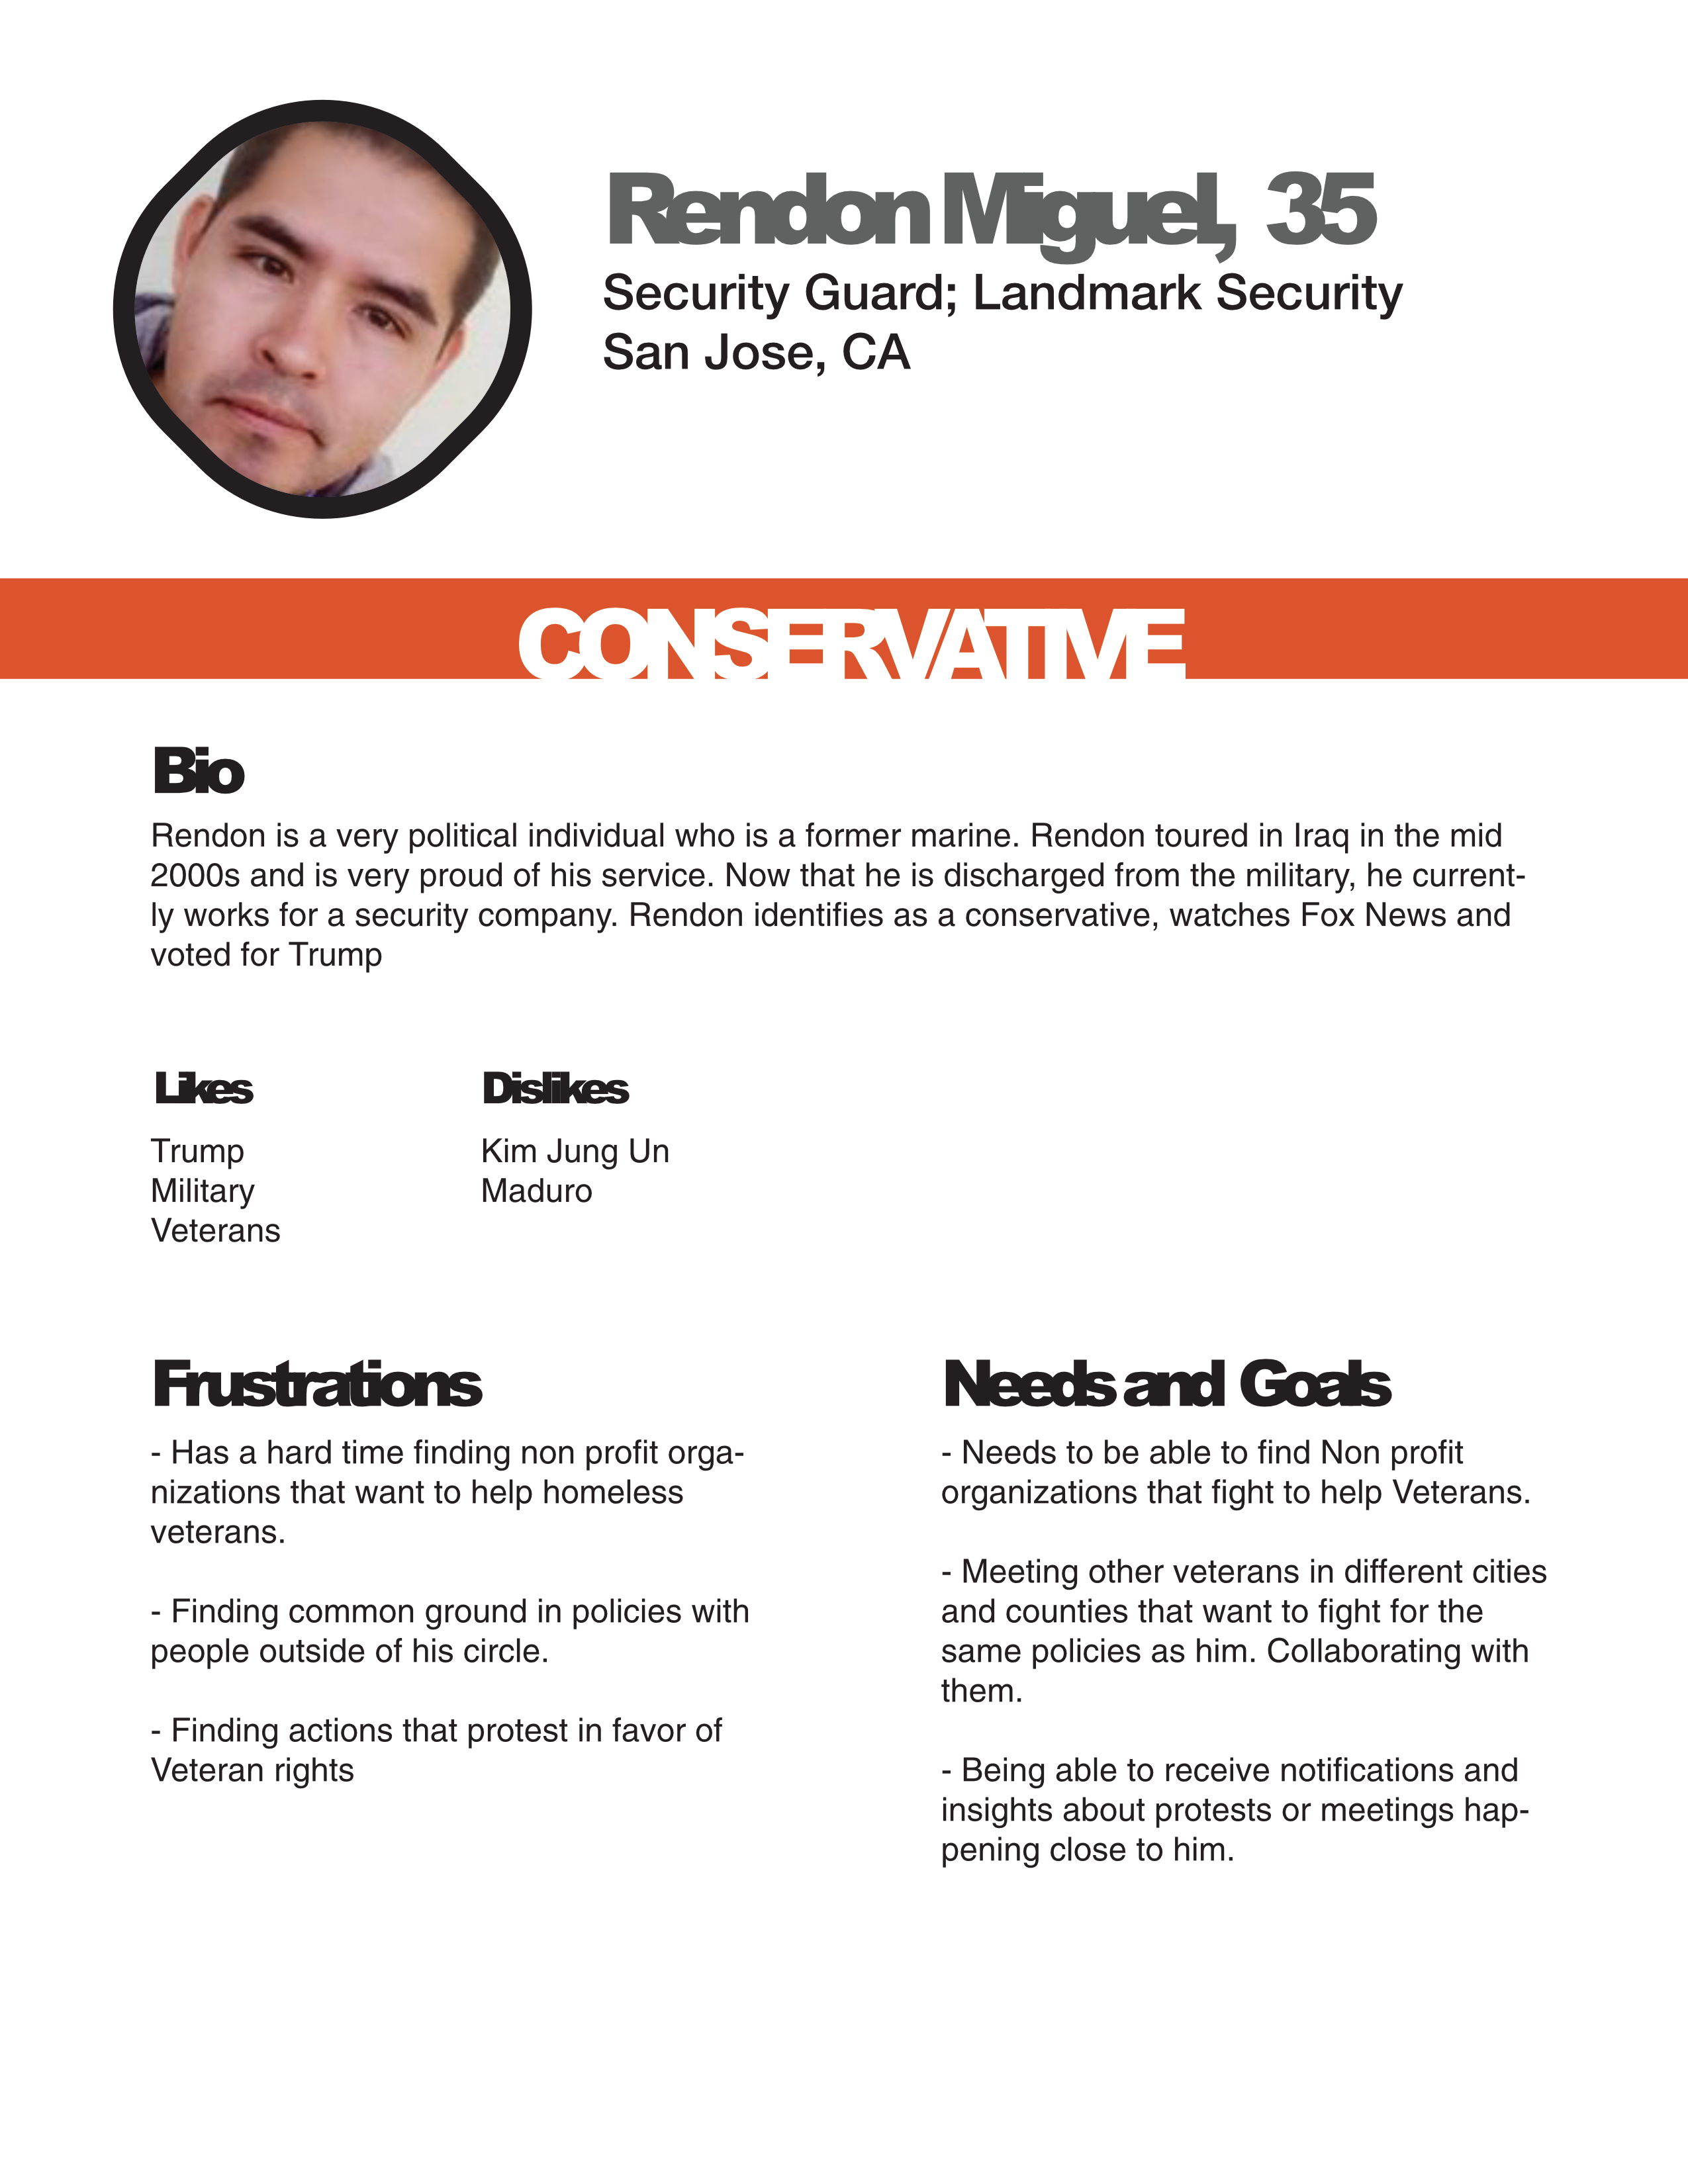 Rendon Miguel, 35
Security Guard; Landmark Security
San Jose, CA
CONSERVATIVE
Bio
Rendon is a very political individual who is a former marine. Rendon toured in Iraq in the mid
2000s and is very proud of his service. Now that he is discharged from the military, he current-
ly works for a security company. Rendon identifies as a conservative, watches Fox News and
voted for Trump
Likes
Trump
Military
Veterans
Dislikes
Kim Jung Un
Maduro
Frustrations
- Has a hard time finding non profit orga-
nizations that want to help homeless
veterans.
- Finding common ground in policies with
people outside of his circle.
- Finding actions that protest in favor of
Veteran rights
Needs and Goals
- Needs to be able to find Non profit
organizations that fight to help Veterans.
- Meeting other veterans in different cities
and counties that want to fight for the
same policies as him. Collaborating with
them.
- Being able to receive notifications and
insights about protests or meetings hap-
pening close to him.